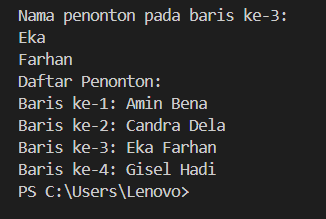 Nama penonton pada baris ke-3:
Eka
Farhan
Daftar Penonton:
Baris ke-1: Amin Bena
Baris ke-2: Candra Dela
Baris ke-3: Eka Farhan
Baris ke-4: Gisel Hadi
PS C:\Users\Lenovo>